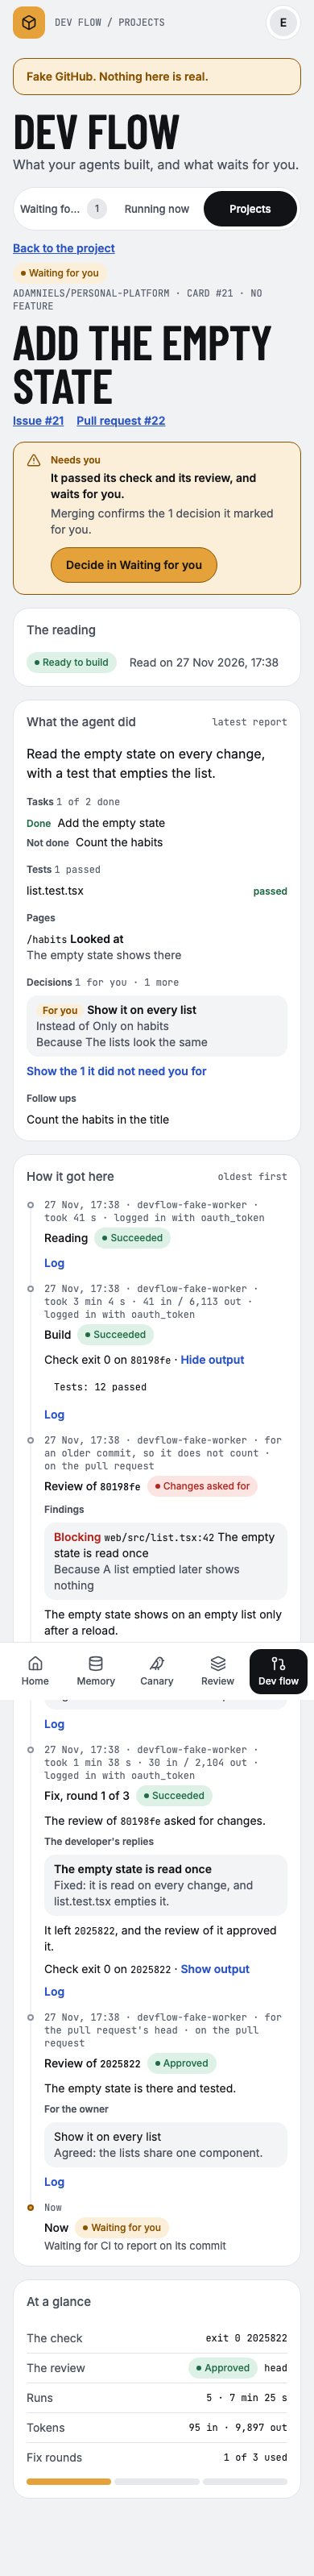 DEV FLOW / PROJECTS
E
Fake GitHub. Nothing here is real.
DEV FLOW
What your agents built, and what waits for you.
Waiting fo... 1 Running now Projects
Back to the project
Waiting for you
ADAMNIELS/PERSONAL-PLATFORM · CARD #21 · NO
FEATURE
ADD THE EMPTY
STATE
Issue #21 Pull request #22
Needs you
It passed its check and its review, and
waits for you.
Merging confirms the 1 decision it marked
for you.
Decide in Waiting for you
The reading
Ready to build Read on 27 Nov 2026, 17:38
What the agent did latest report
Read the empty state on every change,
with a test that empties the list.
Tasks 1 of 2 done
Done Add the empty state
Not done Count the habits
Tests 1 passed
list.test.tsx passed
Pages
/habits Looked at
The empty state shows there
Decisions 1 for you · 1 more
For you Show it on every list
Instead of Only on habits
Because The lists look the same
Show the 1 it did not need you for
Follow ups
Count the habits in the title
How it got here oldest first
27 Nov, 17:38 · devflow-fake-worker ·
took 41 s · logged in with oauth_token
Reading Succeeded
Log
27 Nov, 17:38 · devflow-fake-worker ·
took 3 min 4 s · 41 in / 6,113 out ·
logged in with oauth_token
Build Succeeded
Check exit 0 on 80198fe · Hide output
Tests: 12 passed
Log
27 Nov, 17:38 · devflow-fake-worker · for
an older commit, so it does not count ·
on the pull request
Review of 80198fe Changes asked for
Findings
Blocking web/src/list.tsx:42 The empty
state is read once
Because A list emptied later shows
nothing
The empty state shows on an empty list only
after a reload.
Home Memory Canary Review Dev flow
Log
27 Nov, 17:38 · devflow-fake-worker ·
took 1 min 38 s · 30 in / 2,104 out ·
logged in with oauth_token
Fix, round 1 of 3 Succeeded
The review of 80198fe asked for changes.
The developer's replies
The empty state is read once
Fixed: it is read on every change, and
list.test.tsx empties it.
It left 2025822, and the review of it approved
it.
Check exit 0 on 2025822 · Show output
Log
27 Nov, 17:38 · devflow-fake-worker · for
the pull request's head · on the pull
request
Review of 2025822 Approved
The empty state is there and tested.
For the owner
Show it on every list
Agreed: the lists share one component.
Log
Now
Now Waiting for you
Waiting for CI to report on its commit
At a glance
The check exit 0 2025822
The review Approved head
Runs 5 · 7 min 25 s
Tokens 95 in · 9,897 out
Fix rounds 1 of 3 used